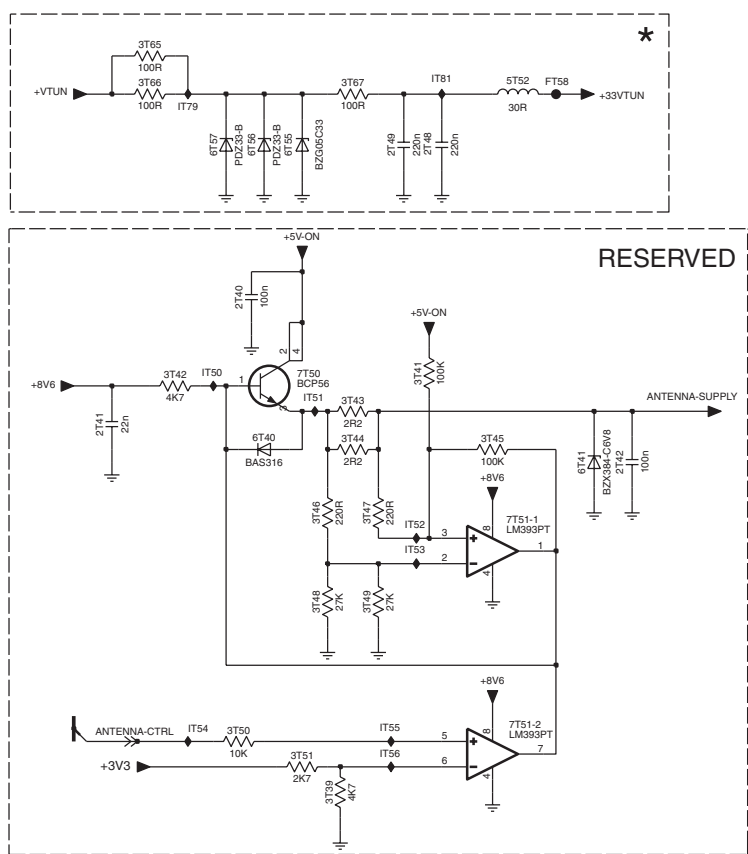 *
3T65
100R
3T66
100R
+VTUN
IT79
6T57
PDZ33-B
6T56
PDZ33-B
6T55
BZG05C33
3T67
100R
2T49
220n
IT81
2T48
220n
5T52
30R
FT58
+33VTUN
RESERVED
+5V-ON
2T40
100n
2
4
7T50
BCP56
1
3
+8V6
2T41
22n
3T42
4K7
IT50
IT51
6T40
BAS316
3T43
2R2
3T44
2R2
+5V-ON
3T41
100K
3T45
100K
ANTENNA-SUPPLY
6T41
BZX384-C6V8
2T42
100n
3T46
220R
3T47
220R
IT52
IT53
+8V6
7T51-1
LM393PT
3
2
8
4
1
3T48
27K
3T49
27K
+8V6
7T51-2
LM393PT
ANTENNA-CTRL
IT54
3T50
10K
IT55
5
IT56
6
8
4
7
+3V3
3T51
2K7
3T39
4K7